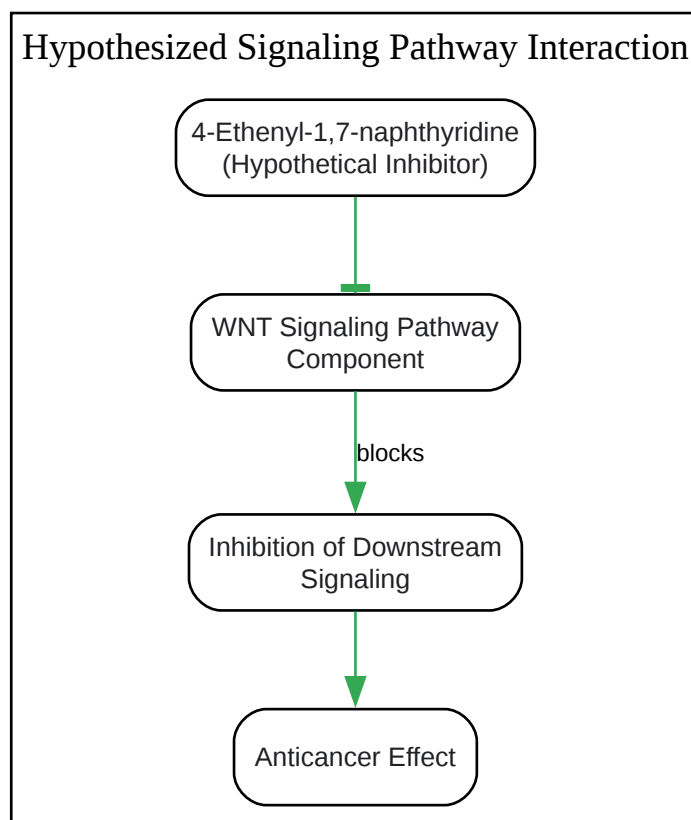 Hypothesized Signaling Pathway Interaction
4-Ethenyl-1,7-naphthyridine
(Hypothetical Inhibitor)
WNT Signaling Pathway
Component
blocks
Inhibition of Downstream
Signaling
Anticancer Effect